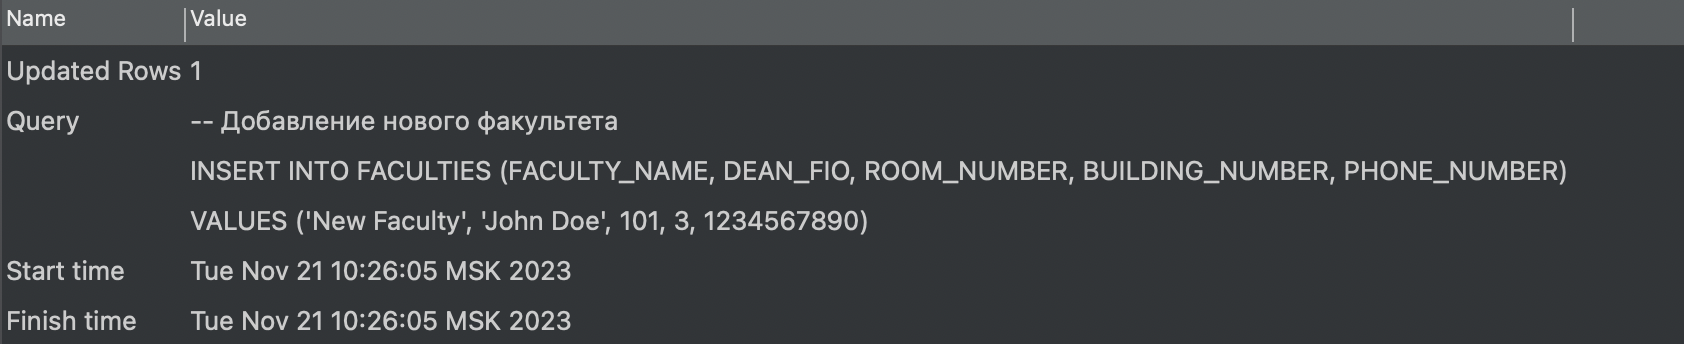 Name Value
Updated Rows 1
Query -- Добавление нового факультета
INSERT INTO FACULTIES (FACULTY_NAME, DEAN_FIO, ROOM_NUMBER, BUILDING_NUMBER, PHONE_NUMBER)
VALUES ('New Faculty', 'John Doe', 101, 3, 1234567890)
Start time Tue Nov 21 10:26:05 MSK 2023
Finish time Tue Nov 21 10:26:05 MSK 2023